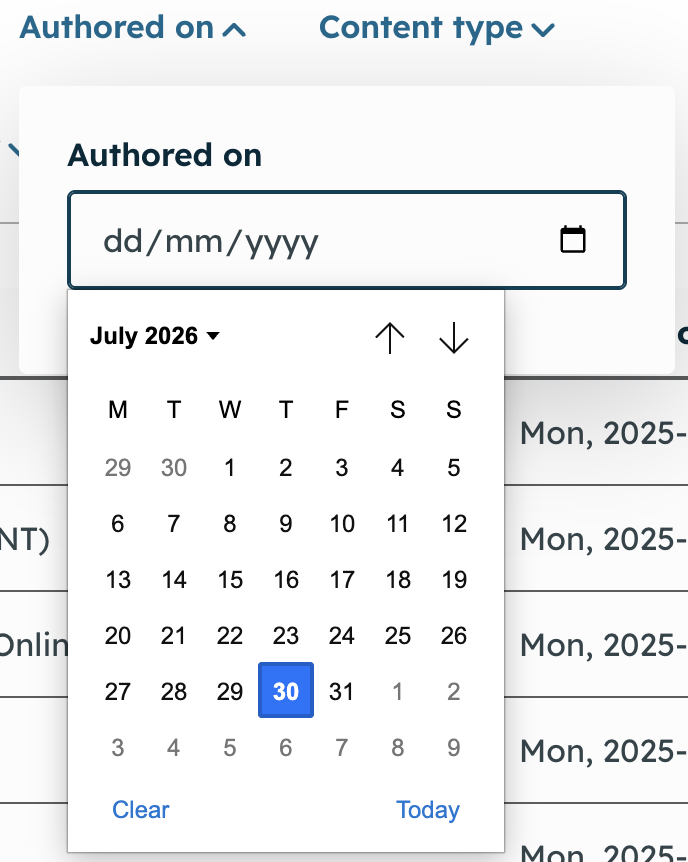 Authored on Content type
Authored on
dd/mm/yyyy
July 2026
M T W T F S S
29 30 1 2 3 4 5
6 7 8 9 10 11 12
13 14 15 16 17 18 19
20 21 22 23 24 25 26
27 28 29 30 31 1 2
3 4 5 6 7 8 9
Clear Today
Mon, 2025-
NT) Mon, 2025-
Onlin Mon, 2025-
Mon, 2025-
Mon, 2025-